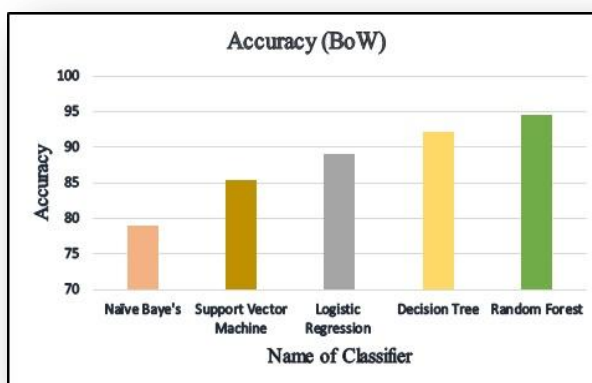 Accuracy (BoW)
100
95
90
85
80
75
70
Accuracy
Naïve Baye's
Support Vector
Machine
Logistic
Regression
Decision Tree
Random Forest
Name of Classifier